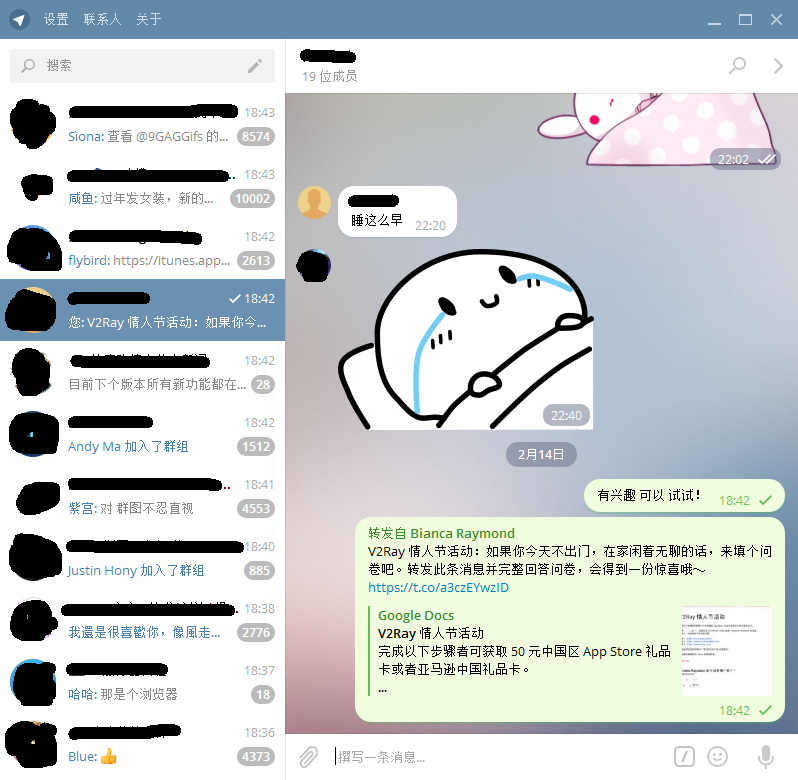 设置 联系人 关于
搜索
18:43
Sìona: 查看 @9GAGGifs 的... 8574
18:43
咸鱼: 过年发女装，新的... 10002
18:42
flybird: https://itunes.app... 2613
18:42
您: V2Ray 情人节活动：如果你今...
18:42
目前下个版本所有新功能都在... 28
18:42
Andy Ma 加入了群组 1512
18:41
紫宫: 对 群图不忍直视 4553
18:40
Justin Hony 加入了群组 885
18:38
我還是很喜歡你，像風走... 2776
18:37
哈哈: 那是个浏览器 18
18:36
Blue: 👍 4373
19 位成员
22:02
睡这么早 22:20
22:40
2月14日
有兴趣 可以 试试！ 18:42
转发自 Bianca Raymond
V2Ray 情人节活动：如果你今天不出门，在家闲着无聊的话，来填个问
卷吧。转发此条消息并完整回答问卷，会得到一份惊喜哦～
https://t.co/a3czEYwzID
Google Docs
V2Ray 情人节活动
完成以下步骤者可获取 50 元中国区 App Store 礼品
卡或者亚马逊中国礼品卡。
...
V2Ray 情人节活动
18:42
撰写一条消息...